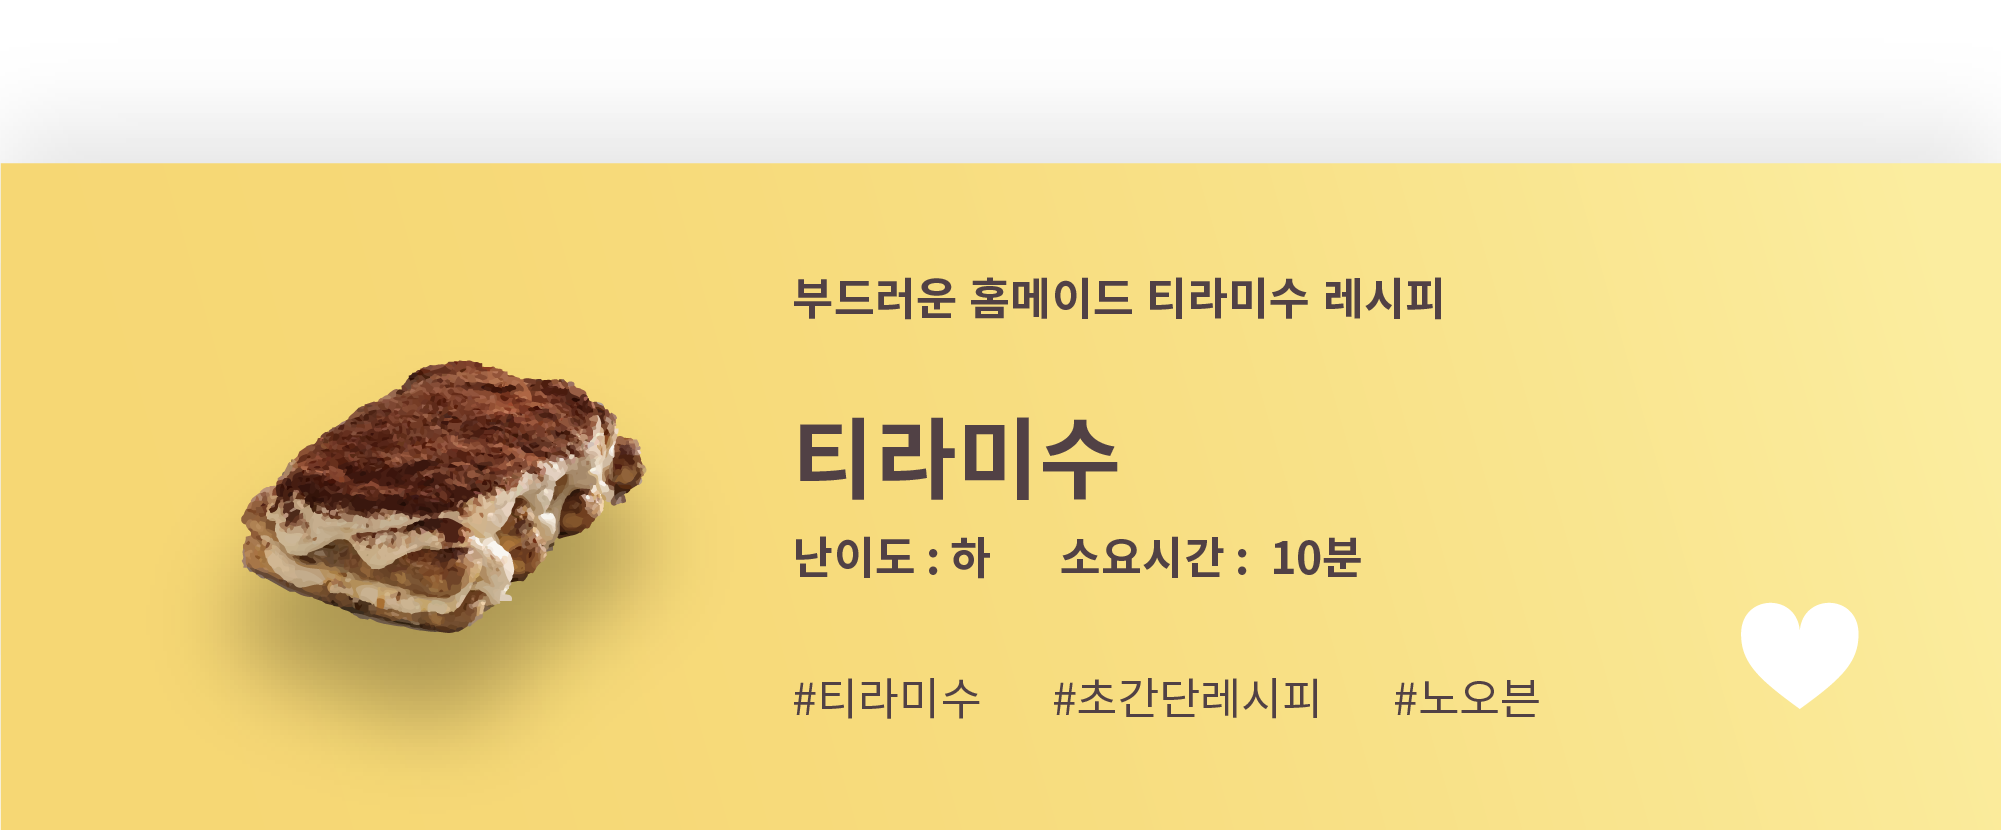 부드러운 홈메이드 티라미수 레시피
티라미수
난이도 : 하 소요시간 : 10분
#티라미수 #초간단레시피 #노오븐